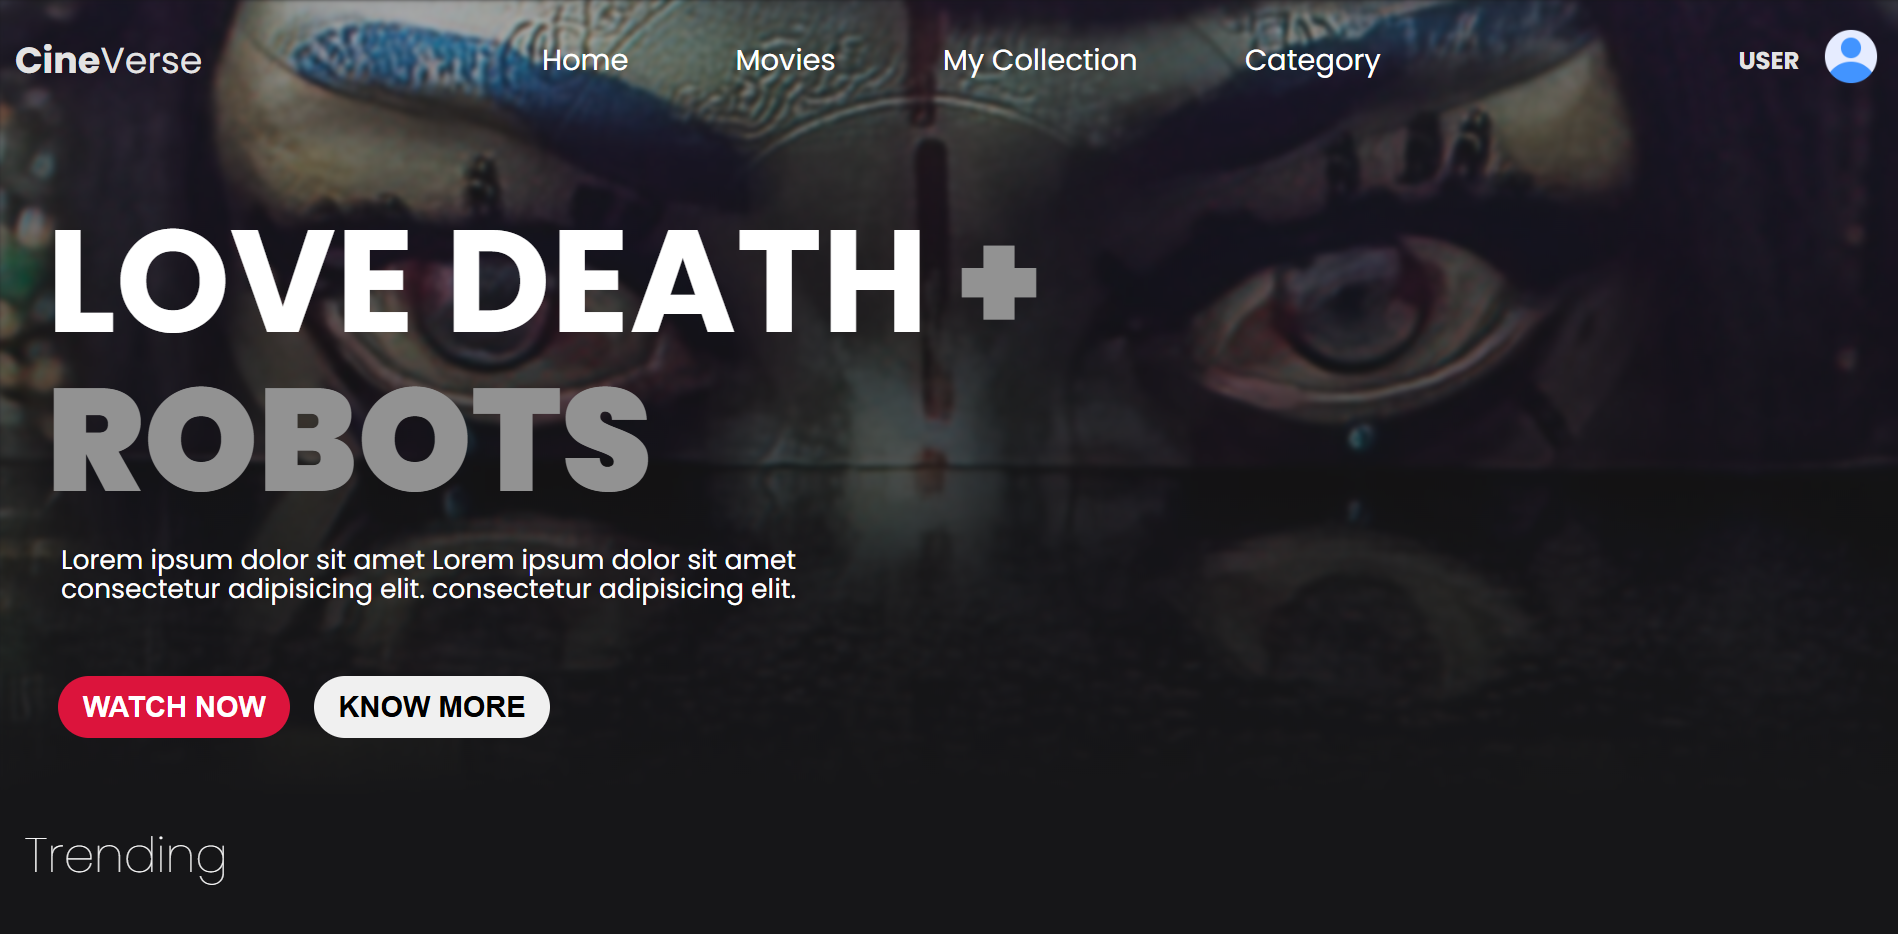 CineVerse
Home
Movies
My Collection
Category
USER
LOVE DEATH +
ROBOTS
Lorem ipsum dolor sit amet Lorem ipsum dolor sit amet
consectetur adipisicing elit. consectetur adipisicing elit.
WATCH NOW
KNOW MORE
Trending